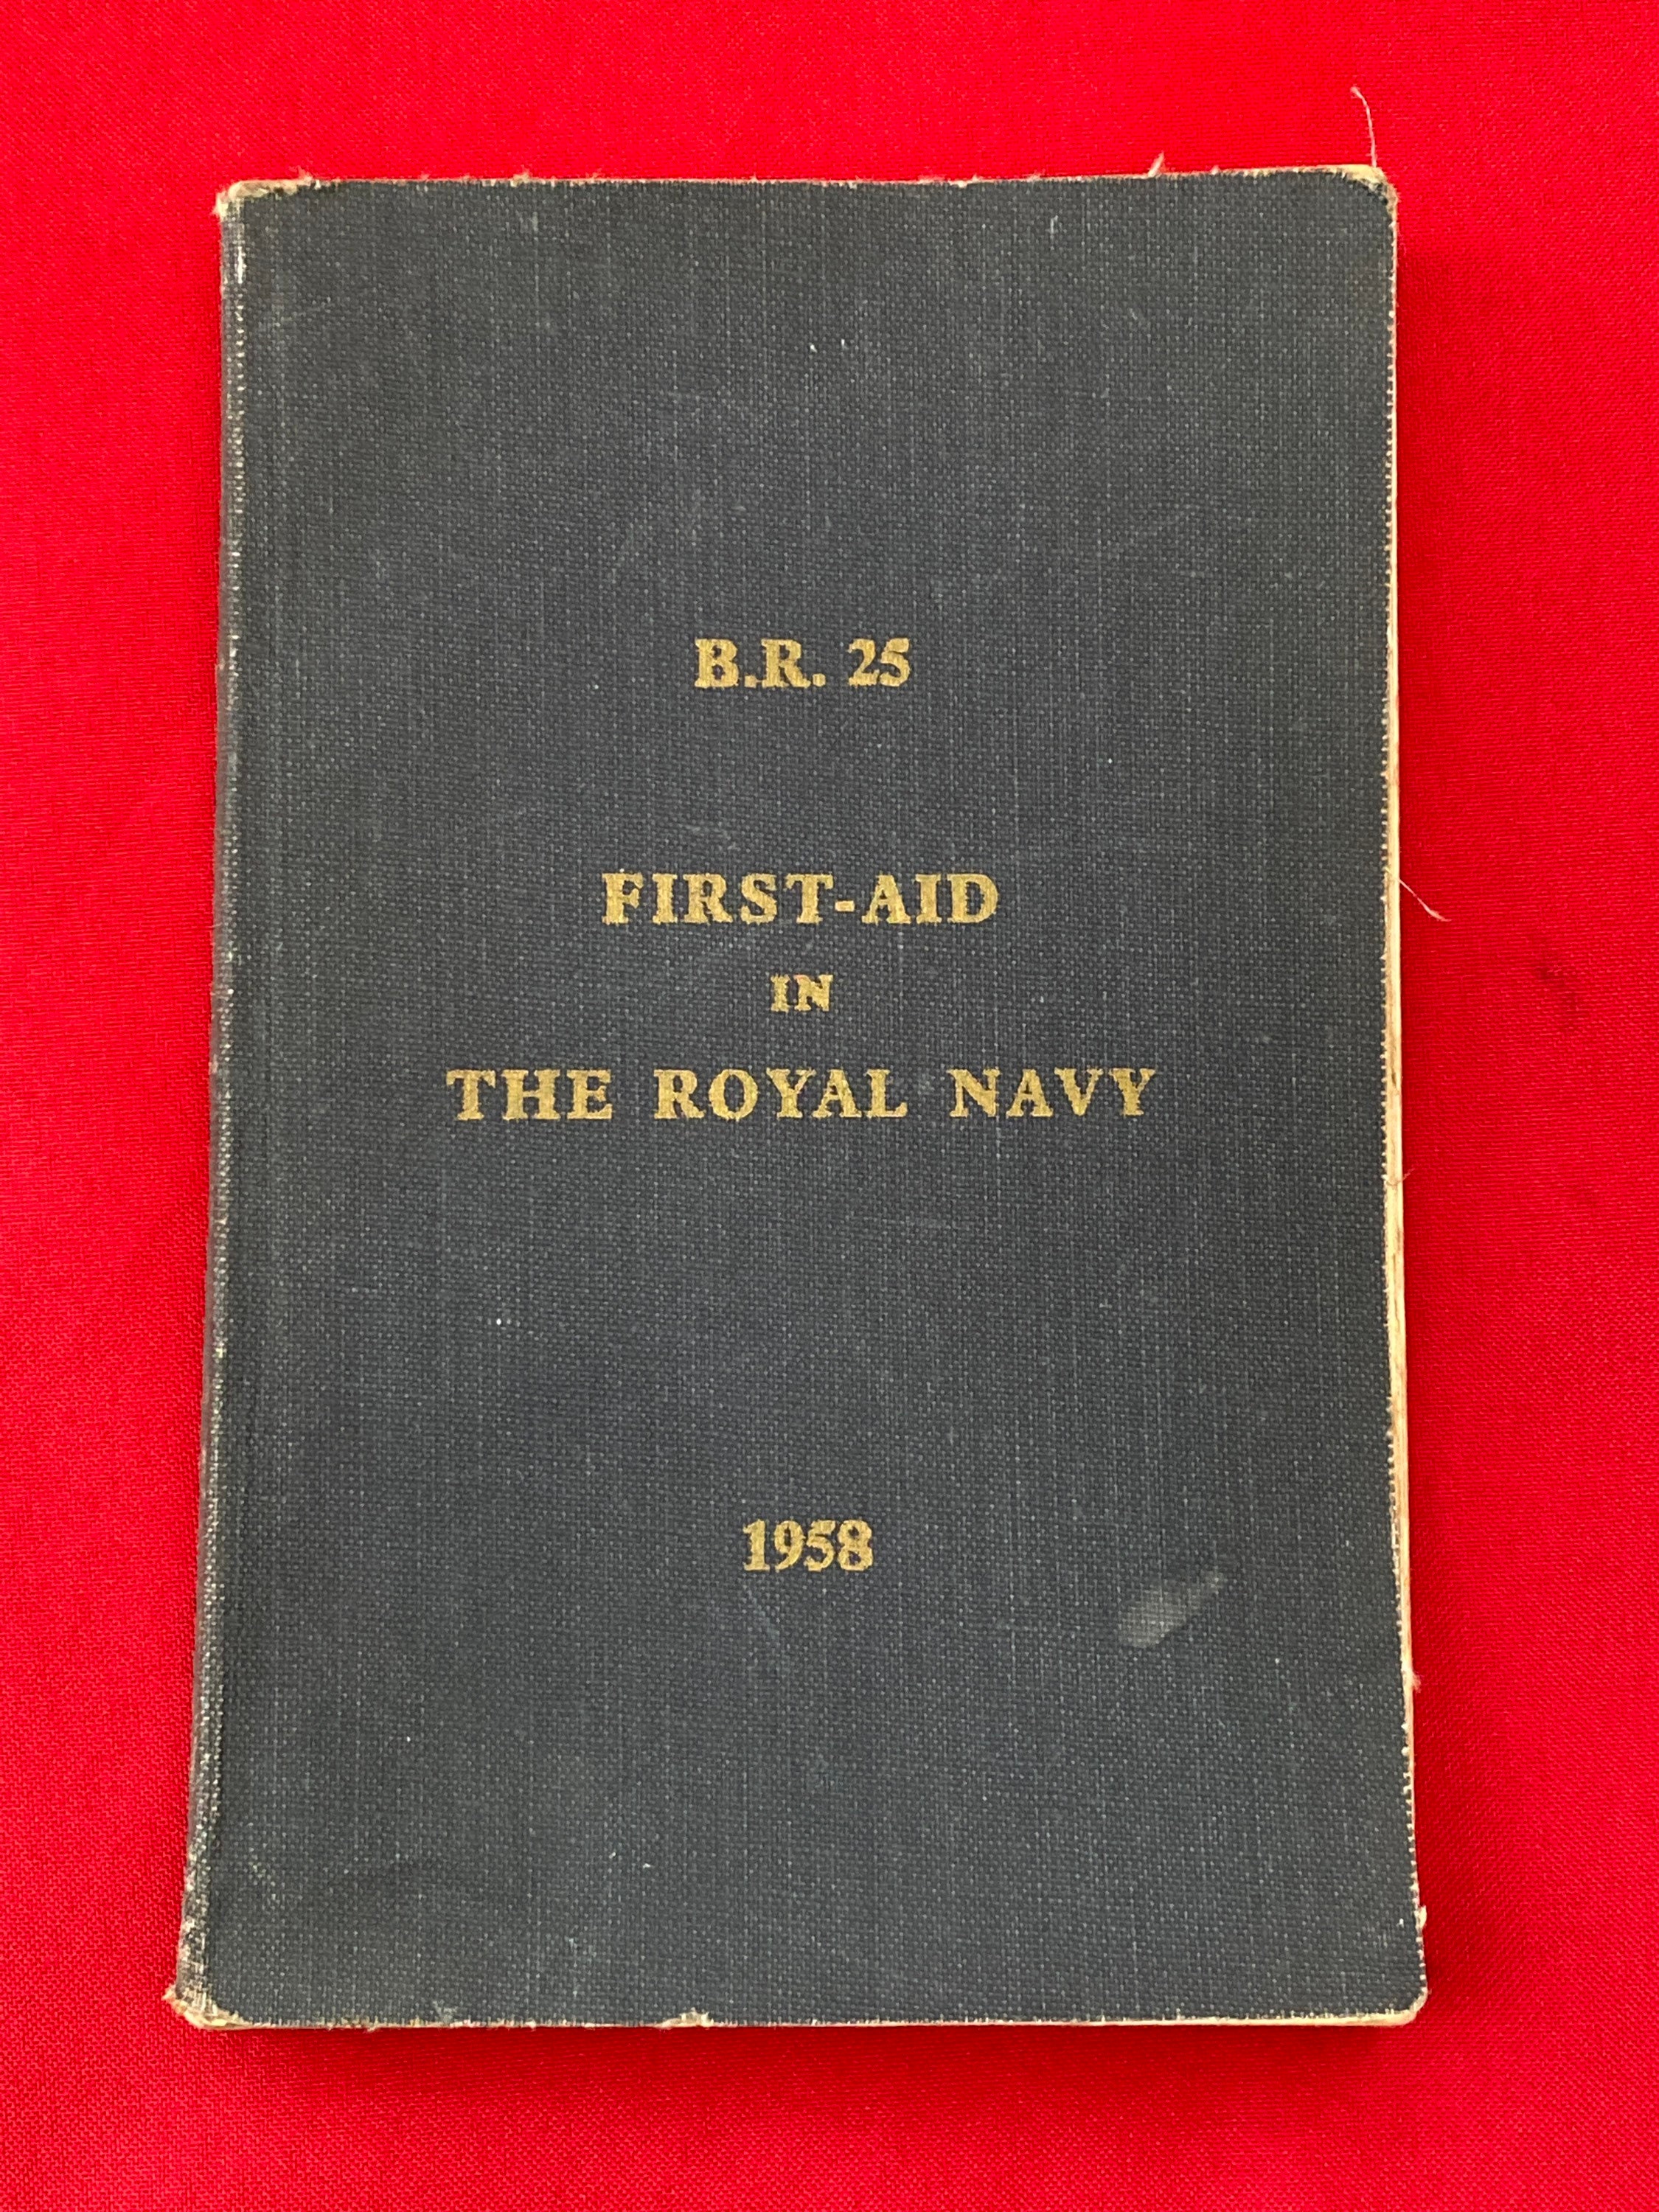 B.R. 25
FIRST-AID
IN
THE ROYAL NAVY
1958